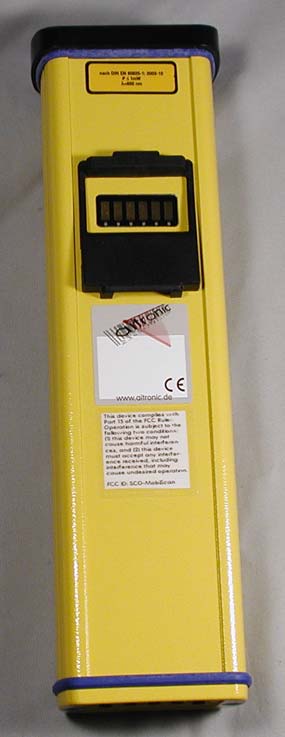 nach DIN EN 60825-1: 2003-10
P ≤ 1mW
λ=650 nm
aitronic
CE
www.aitronic.de
This device complies with
Part 15 of the FCC Rules.
Operation is subject to the
following two conditions:
(1) this device may not
cause harmful interferen-
ces, and (2) this device
must accept any interfer-
ence received, including
interference that may
cause undesired operation.
FCC ID: SCO-MobiScan